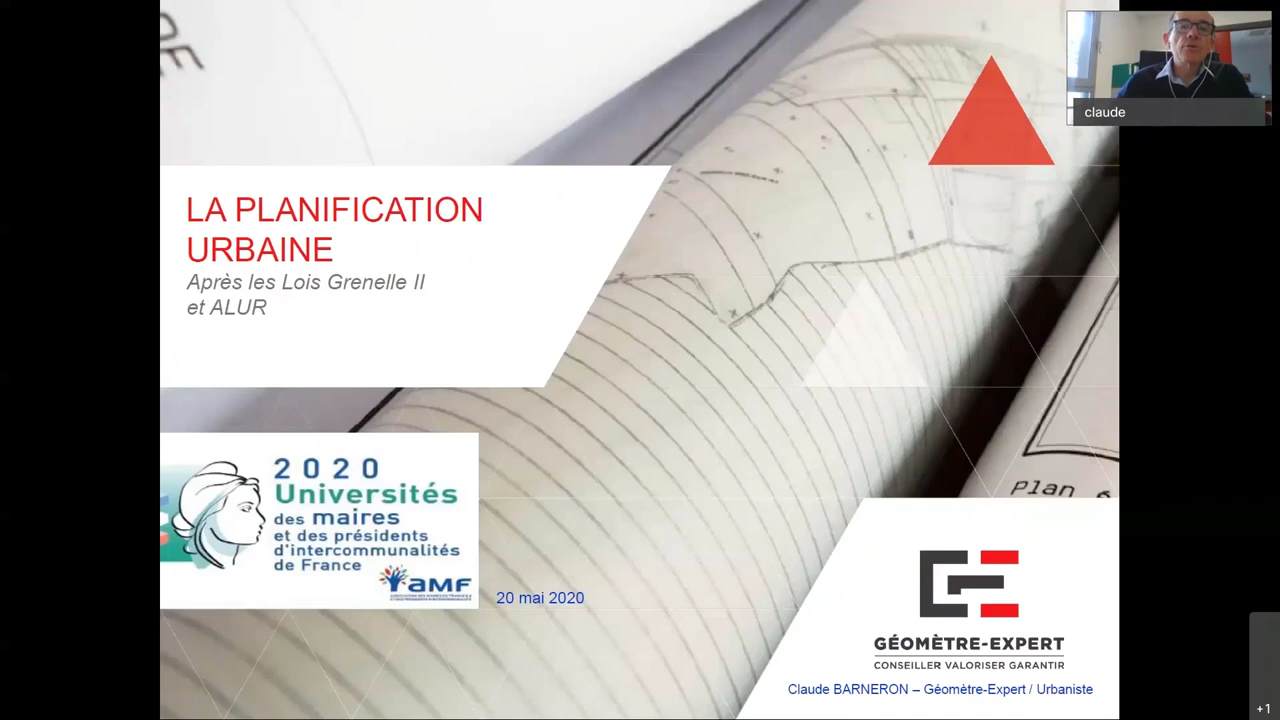 DE
claude
LA PLANIFICATION
URBAINE
Après les Lois Grenelle II
et ALUR
plan
2020
Universités
des maires
et des présidents
d'intercommunalités
de France
AMF
20 mai 2020
GÉOMÈTRE-EXPERT
CONSEILLER VALORISER GARANTIR
Claude BARNERON – Géomètre-Expert / Urbaniste
+1